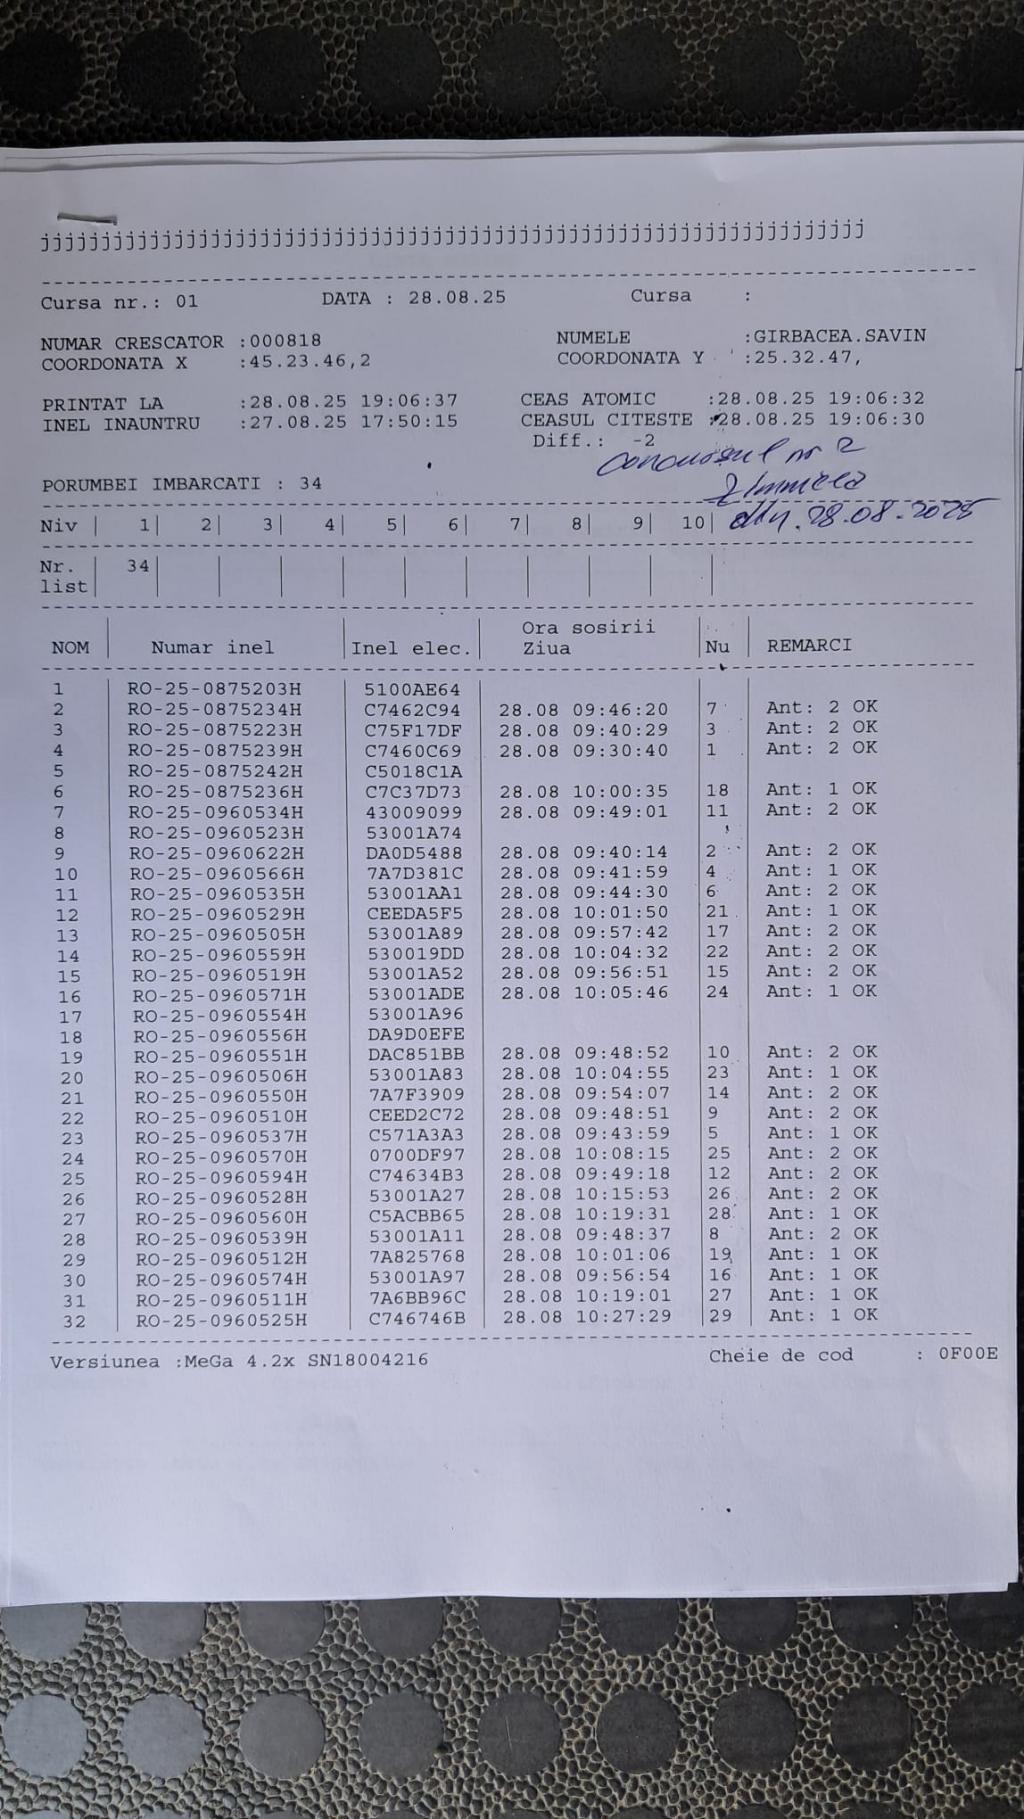 jjjjjjjjjjjjjjjjjjjjjjjjjjjjjjjjjjjjjjjjjjjjjjjjjjjjjjjjjjjjjjjjjjj
Cursa nr.: 01 DATA : 28.08.25 Cursa :
NUMAR CRESCATOR :000818 NUMELE :GIRBACEA.SAVIN
COORDONATA X :45.23.46,2 COORDONATA Y :25.32.47,
PRINTAT LA :28.08.25 19:06:37 CEAS ATOMIC :28.08.25 19:06:32
INEL INAUNTRU :27.08.25 17:50:15 CEASUL CITESTE :28.08.25 19:06:30
Diff.: -2
concursul nr 2
Zimnicea
PORUMBEI IMBARCATI : 34
din. 28.08.2025
Niv | 1| 2| 3| 4| 5| 6| 7| 8| 9| 10|
Nr. | 34|
list|
Ora sosirii
NOM | Numar inel |Inel elec.| Ziua |Nu | REMARCI
1 RO-25-0875203H 5100AE64
2 RO-25-0875234H C7462C94 28.08 09:46:20 7 Ant: 2 OK
3 RO-25-0875223H C75F17DF 28.08 09:40:29 3 Ant: 2 OK
4 RO-25-0875239H C7460C69 28.08 09:30:40 1 Ant: 2 OK
5 RO-25-0875242H C5018C1A
6 RO-25-0875236H C7C37D73 28.08 10:00:35 18 Ant: 1 OK
7 RO-25-0960534H 43009099 28.08 09:49:01 11 Ant: 2 OK
8 RO-25-0960523H 53001A74
9 RO-25-0960622H DA0D5488 28.08 09:40:14 2 Ant: 2 OK
10 RO-25-0960566H 7A7D381C 28.08 09:41:59 4 Ant: 1 OK
11 RO-25-0960535H 53001AA1 28.08 09:44:30 6 Ant: 2 OK
12 RO-25-0960529H CEEDA5F5 28.08 10:01:50 21 Ant: 1 OK
13 RO-25-0960505H 53001A89 28.08 09:57:42 17 Ant: 2 OK
14 RO-25-0960559H 530019DD 28.08 10:04:32 22 Ant: 2 OK
15 RO-25-0960519H 53001A52 28.08 09:56:51 15 Ant: 2 OK
16 RO-25-0960571H 53001ADE 28.08 10:05:46 24 Ant: 1 OK
17 RO-25-0960554H 53001A96
18 RO-25-0960556H DA9D0EFE
19 RO-25-0960551H DAC851BB 28.08 09:48:52 10 Ant: 2 OK
20 RO-25-0960506H 53001A83 28.08 10:04:55 23 Ant: 1 OK
21 RO-25-0960550H 7A7F3909 28.08 09:54:07 14 Ant: 2 OK
22 RO-25-0960510H CEED2C72 28.08 09:48:51 9 Ant: 2 OK
23 RO-25-0960537H C571A3A3 28.08 09:43:59 5 Ant: 1 OK
24 RO-25-0960570H 0700DF97 28.08 10:08:15 25 Ant: 2 OK
25 RO-25-0960594H C74634B3 28.08 09:49:18 12 Ant: 2 OK
26 RO-25-0960528H 53001A27 28.08 10:15:53 26 Ant: 2 OK
27 RO-25-0960560H C5ACBB65 28.08 10:19:31 28 Ant: 1 OK
28 RO-25-0960539H 53001A11 28.08 09:48:37 8 Ant: 2 OK
29 RO-25-0960512H 7A825768 28.08 10:01:06 19 Ant: 1 OK
30 RO-25-0960574H 53001A97 28.08 09:56:54 16 Ant: 1 OK
31 RO-25-0960511H 7A6BB96C 28.08 10:19:01 27 Ant: 1 OK
32 RO-25-0960525H C746746B 28.08 10:27:29 29 Ant: 1 OK
Versiunea :MeGa 4.2x SN18004216 Cheie de cod : 0F00E